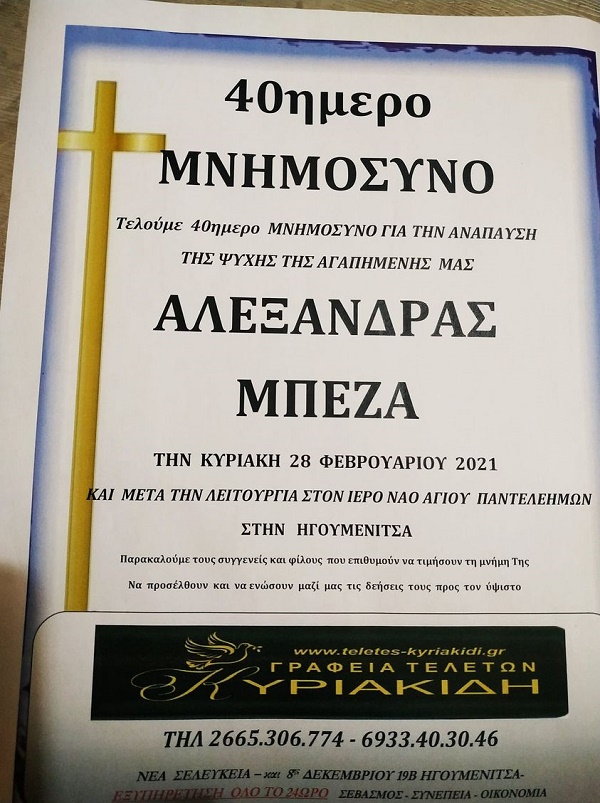 40ημερο
ΜΝΗΜΟΣΥΝΟ
Τελούμε 40ημερο ΜΝΗΜΟΣΥΝΟ ΓΙΑ ΤΗΝ ΑΝΑΠΑΥΣΗ
ΤΗΣ ΨΥΧΗΣ ΤΗΣ ΑΓΑΠΗΜΕΝΗΣ ΜΑΣ
ΑΛΕΞΑΝΔΡΑΣ
ΜΠΕΖΑ
ΤΗΝ ΚΥΡΙΑΚΗ 28 ΦΕΒΡΟΥΑΡΙΟΥ 2021
ΚΑΙ ΜΕΤΑ ΤΗΝ ΛΕΙΤΟΥΡΓΙΑ ΣΤΟΝ ΙΕΡΟ ΝΑΟ ΑΓΙΟΥ ΠΑΝΤΕΛΕΗΜΩΝ
ΣΤΗΝ ΗΓΟΥΜΕΝΙΤΣΑ
Παρακαλούμε τους συγγενείς και φίλους που επιθυμούν να τιμήσουν τη μνήμη Της
Να προσέλθουν και να ενώσουν μαζί μας τις δεήσεις τους προς τον ύψιστο
www.teletes-kyriakidi.gr
ΓΡΑΦΕΙΑ ΤΕΛΕΤΩΝ
ΚΥΡΙΑΚΙΔΗ
ΤΗΛ 2665.306.774 - 6933.40.30.46
ΝΕΑ ΣΕΛΕΥΚΕΙΑ – και 8ης ΔΕΚΕΜΒΡΙΟΥ 19Β ΗΓΟΥΜΕΝΙΤΣΑ-
ΕΞΥΠΗΡΕΤΗΣΗ ΟΛΟ ΤΟ 24ΩΡΟ ΣΕΒΑΣΜΟΣ - ΣΥΝΕΠΕΙΑ - ΟΙΚΟΝΟΜΙΑ